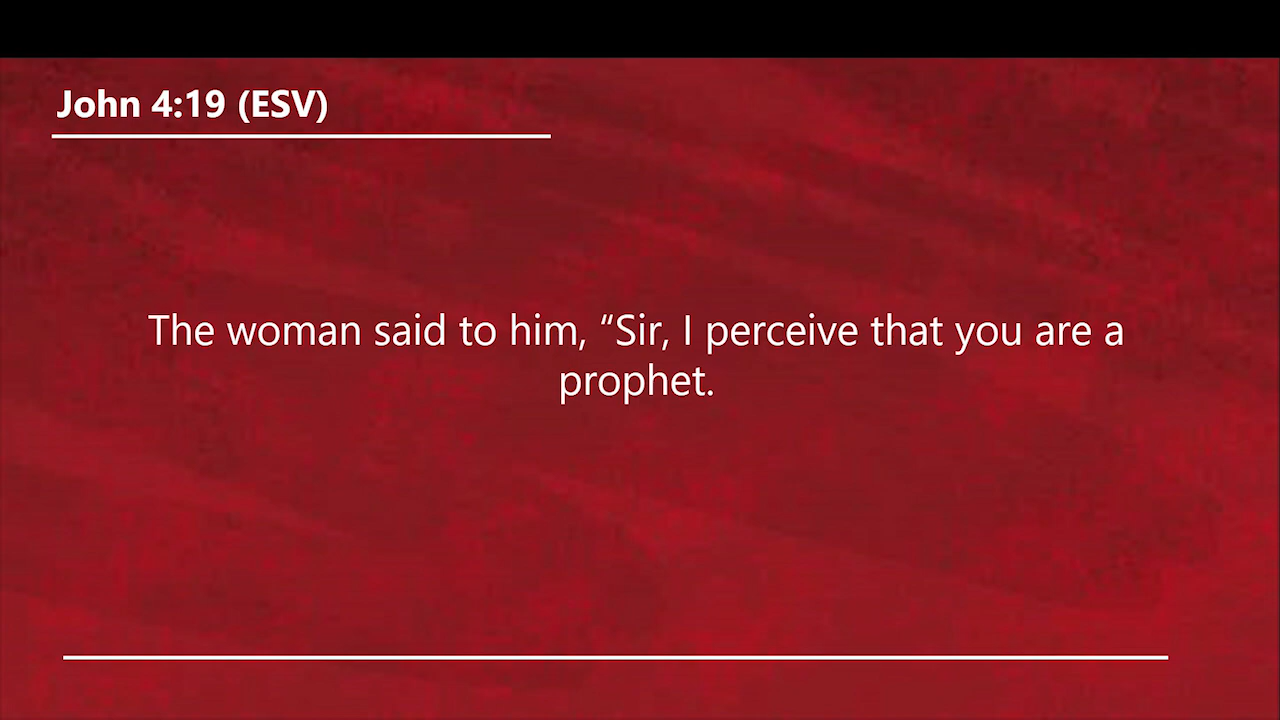 John 4:19 (ESV)
The woman said to him, “Sir, I perceive that you are a
prophet.